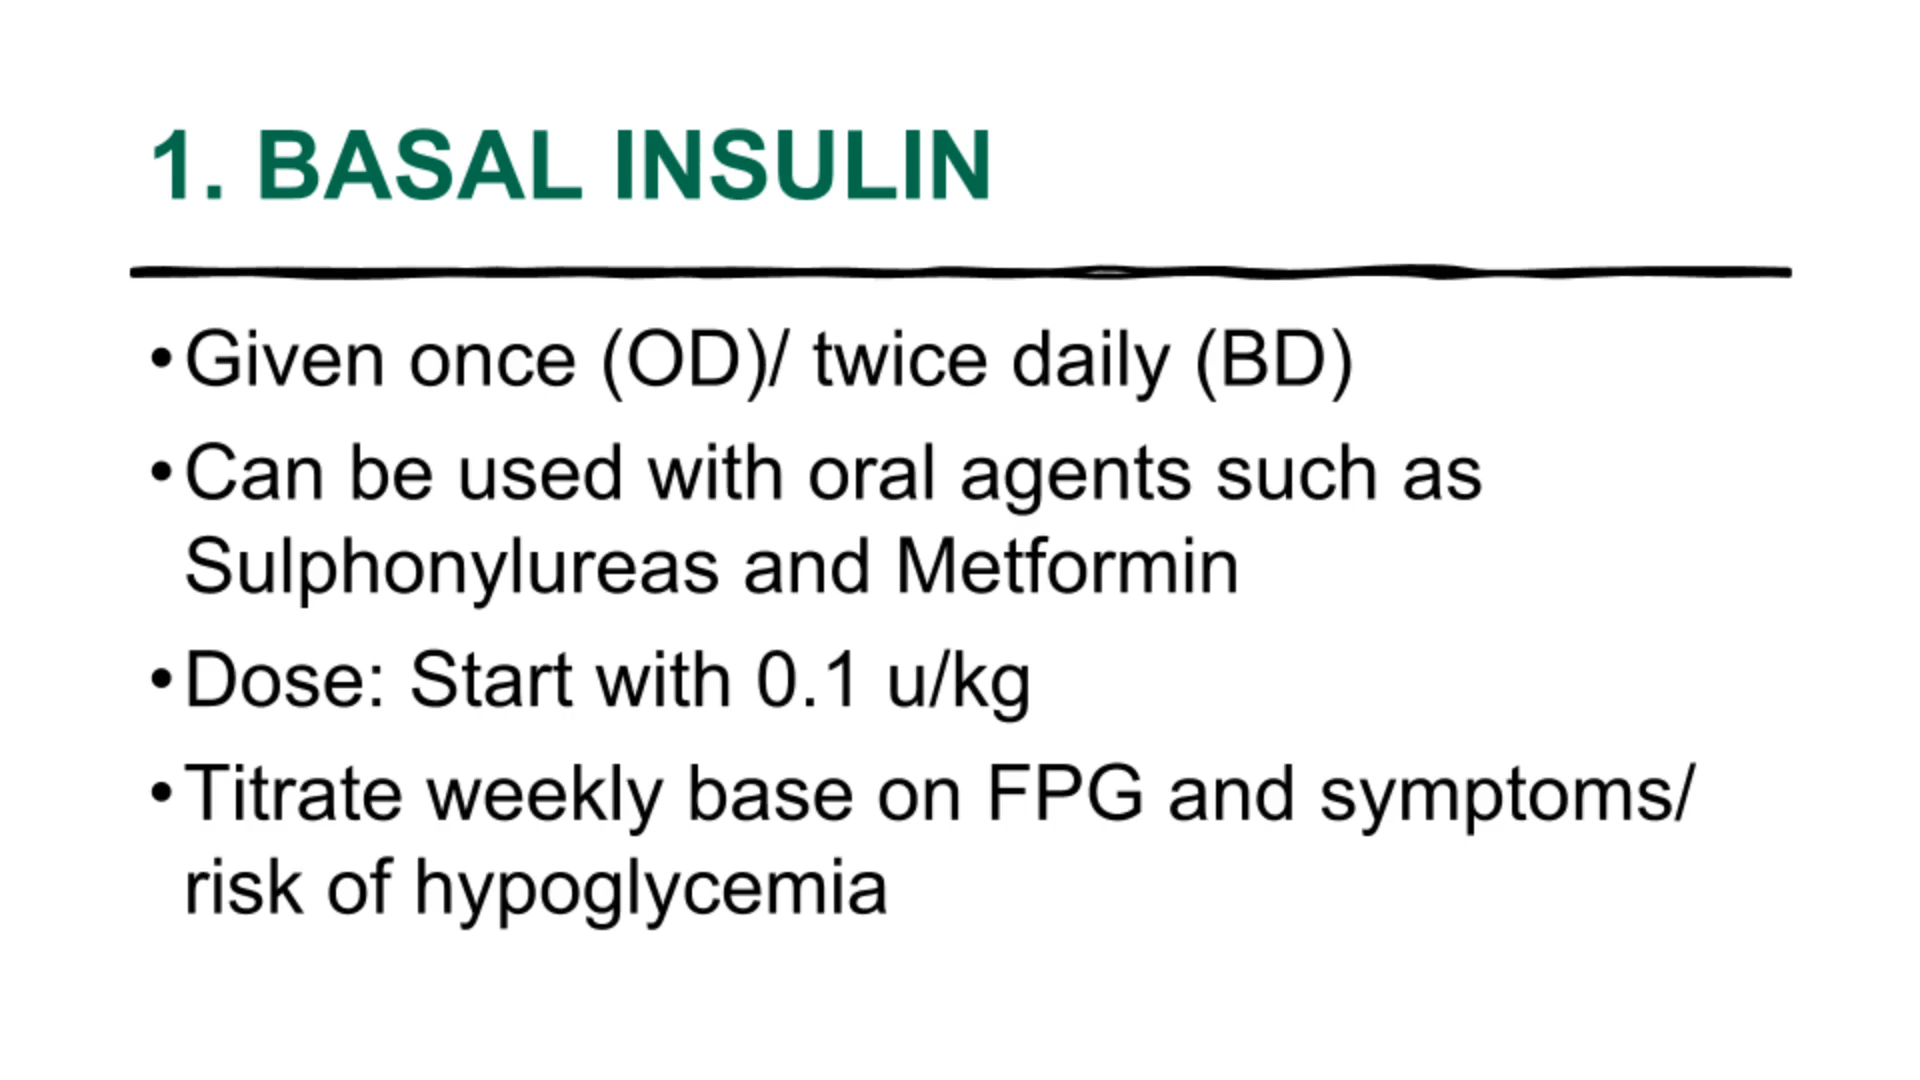 1. BASAL INSULIN
•Given once (OD)/ twice daily (BD)
•Can be used with oral agents such as
Sulphonylureas and Metformin
•Dose: Start with 0.1 u/kg
•Titrate weekly base on FPG and symptoms/
risk of hypoglycemia